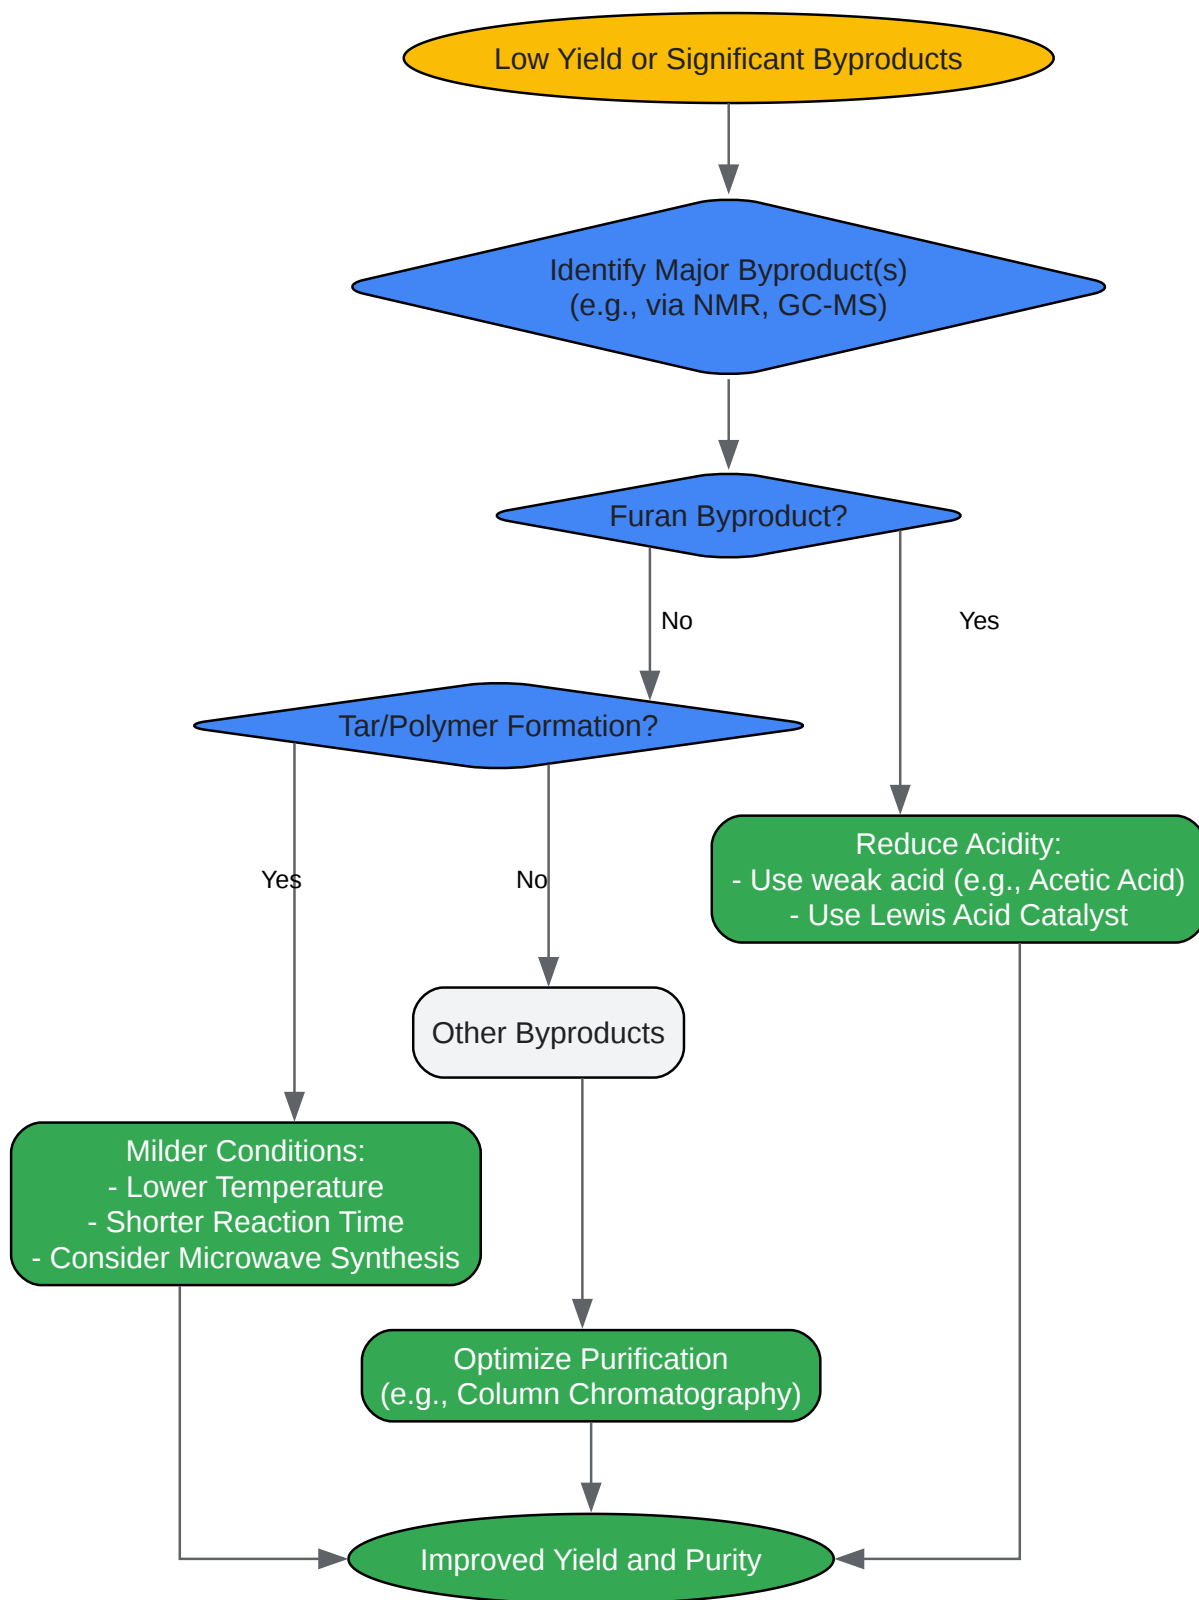 Low Yield or Significant Byproducts
Identify Major Byproduct(s)
(e.g., via NMR, GC-MS)
Furan Byproduct?
No
Yes
Tar/Polymer Formation?
Reduce Acidity:
- Use weak acid (e.g., Acetic Acid)
- Use Lewis Acid Catalyst
Yes
No
Other Byproducts
Milder Conditions:
- Lower Temperature
- Shorter Reaction Time
- Consider Microwave Synthesis
Optimize Purification
(e.g., Column Chromatography)
Improved Yield and Purity